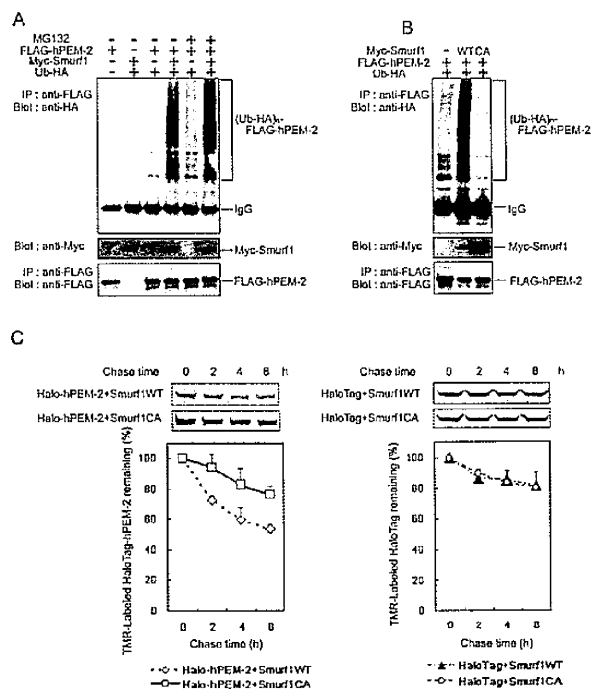 A
MG132 - - - - + +
FLAG-hPEM-2 + - + + + +
Myc-Smurf1 - + - + - +
Ub-HA - + + + + +
IP : anti-FLAG
Blot : anti-HA
(Ub-HA)n-
FLAG-hPEM-2
IgG
Blot : anti-Myc
Myc-Smurf1
IP : anti-FLAG
Blot : anti-FLAG
FLAG-hPEM-2
B
Myc-Smurf1 - WT CA
FLAG-hPEM-2 + + +
Ub-HA + + +
IP : anti-FLAG
Blot : anti-HA
(Ub-HA)n-
FLAG-hPEM-2
IgG
Blot : anti-Myc
Myc-Smurf1
IP : anti-FLAG
Blot : anti-FLAG
FLAG-hPEM-2
C
Chase time 0 2 4 8 h
Halo-hPEM-2+Smurf1WT
Halo-hPEM-2+Smurf1CA
TMR-Labeled HaloTag-hPEM-2 remaining (%)
100
80
60
40
20
0
0 2 4 8
Chase time (h)
Halo-hPEM-2+Smurf1WT
Halo-hPEM-2+Smurf1CA
Chase time 0 2 4 8 h
HaloTag+Smurf1WT
HaloTag+Smurf1CA
TMR-Labeled HaloTag remaining (%)
100
80
60
40
20
0
0 2 4 8
Chase time (h)
HaloTag+Smurf1WT
HaloTag+Smurf1CA